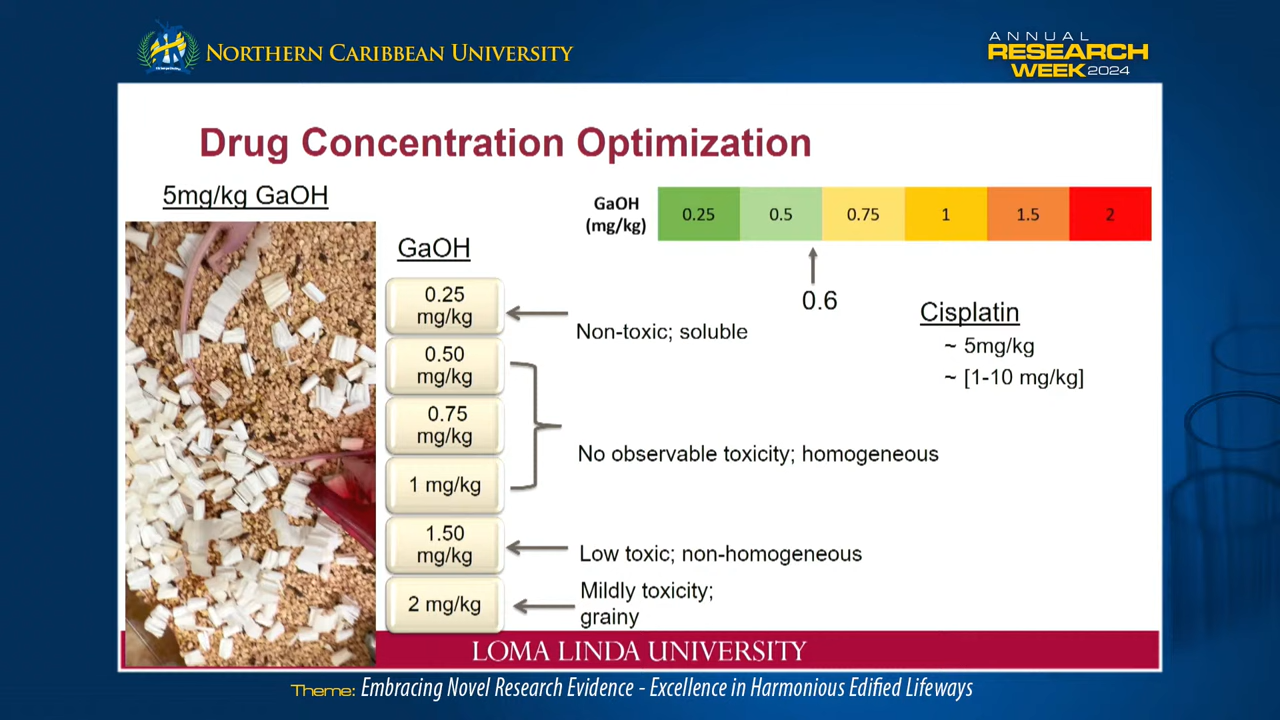 NORTHERN CARIBBEAN UNIVERSITY
ANNUAL
RESEARCH
WEEK 2024
Drug Concentration Optimization
5mg/kg GaOH
GaOH
(mg/kg)
0.25 0.5 0.75 1 1.5 2
0.6
GaOH
0.25
mg/kg
Non-toxic; soluble
0.50
mg/kg
0.75
mg/kg
1 mg/kg
No observable toxicity; homogeneous
1.50
mg/kg
Low toxic; non-homogeneous
2 mg/kg
Mildly toxicity;
grainy
Cisplatin
~ 5mg/kg
~ [1-10 mg/kg]
LOMA LINDA UNIVERSITY
Theme: Embracing Novel Research Evidence - Excellence in Harmonious Edified Lifeways